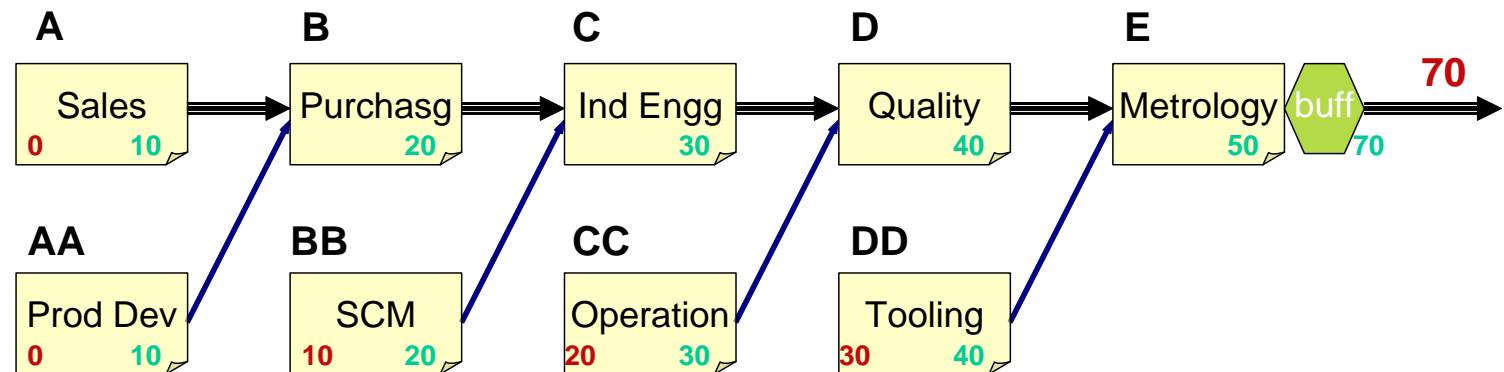 A B C D E
70
Sales Purchasg Ind Engg Quality Metrology buff
0 10 20 30 40 50 70
AA BB CC DD
Prod Dev SCM Operation Tooling
0 10 10 20 20 30 30 40